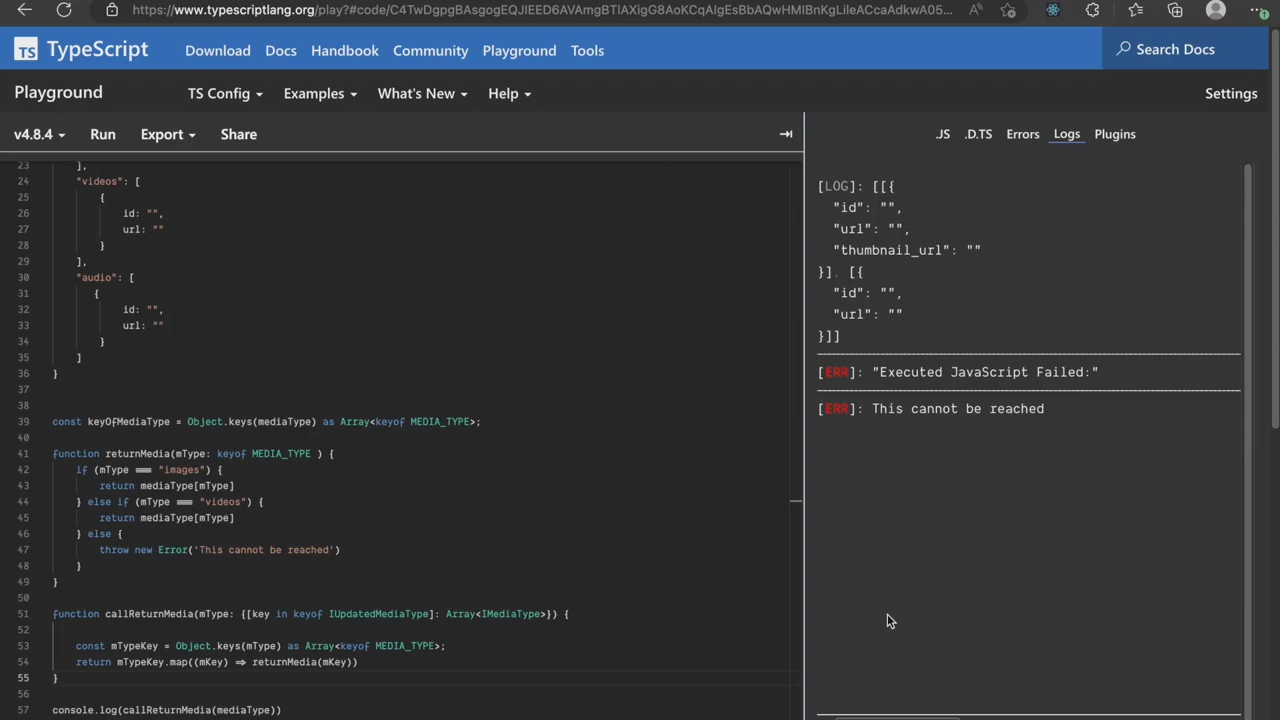 https://www.typescriptlang.org/play?#code/
TS TypeScript Download Docs Handbook Community Playground Tools Search Docs
Playground TS Config Examples What's New Help Settings
v4.8.4 Run Export Share .JS .D.TS Errors Logs Plugins
23 ],
24 "videos": [
25 {
26 id: "",
27 url: ""
28 }
29 ],
30 "audio": [
31 {
32 id: "",
33 url: ""
34 }
35 ]
36 }
37
38
39 const keyOfMediaType = Object.keys(mediaType) as Array<keyof MEDIA_TYPE>;
40
41 function returnMedia(mType: keyof MEDIA_TYPE ) {
42 if (mType === "images") {
43 return mediaType[mType]
44 } else if (mType === "videos") {
45 return mediaType[mType]
46 } else {
47 throw new Error('This cannot be reached')
48 }
49 }
50
51 function callReturnMedia(mType: {[key in keyof IUpdatedMediaType]: Array<IMediaType>}) {
52
53 const mTypeKey = Object.keys(mType) as Array<keyof MEDIA_TYPE>;
54 return mTypeKey.map((mKey) => returnMedia(mKey))
55 }
56
57 console.log(callReturnMedia(mediaType))
[LOG]: [[{
"id": "",
"url": "",
"thumbnail_url": ""
}], [{
"id": "",
"url": ""
}]]
[ERR]: "Executed JavaScript Failed:"
[ERR]: This cannot be reached